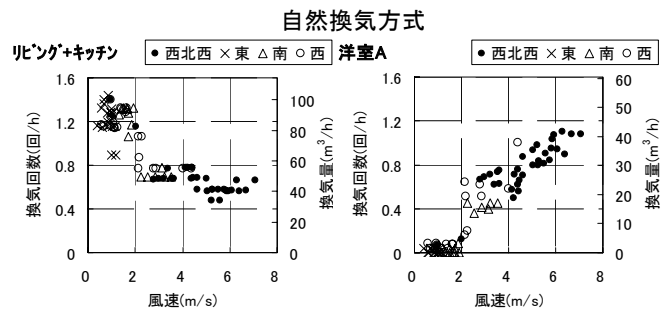 自然換気方式
ﾘﾋﾞﾝｸﾞ+キッチン
●西北西 ×東 △南 ○西
換気回数(回/h)
1.6
1.2
0.8
0.4
0
換気量(m³/h)
100
80
60
40
20
0
0 2 4 6 8
風速(m/s)
洋室A
●西北西 ×東 △南 ○西
換気回数(回/h)
1.6
1.2
0.8
0.4
0
換気量(m³/h)
60
50
40
30
20
10
0
0 2 4 6 8
風速(m/s)